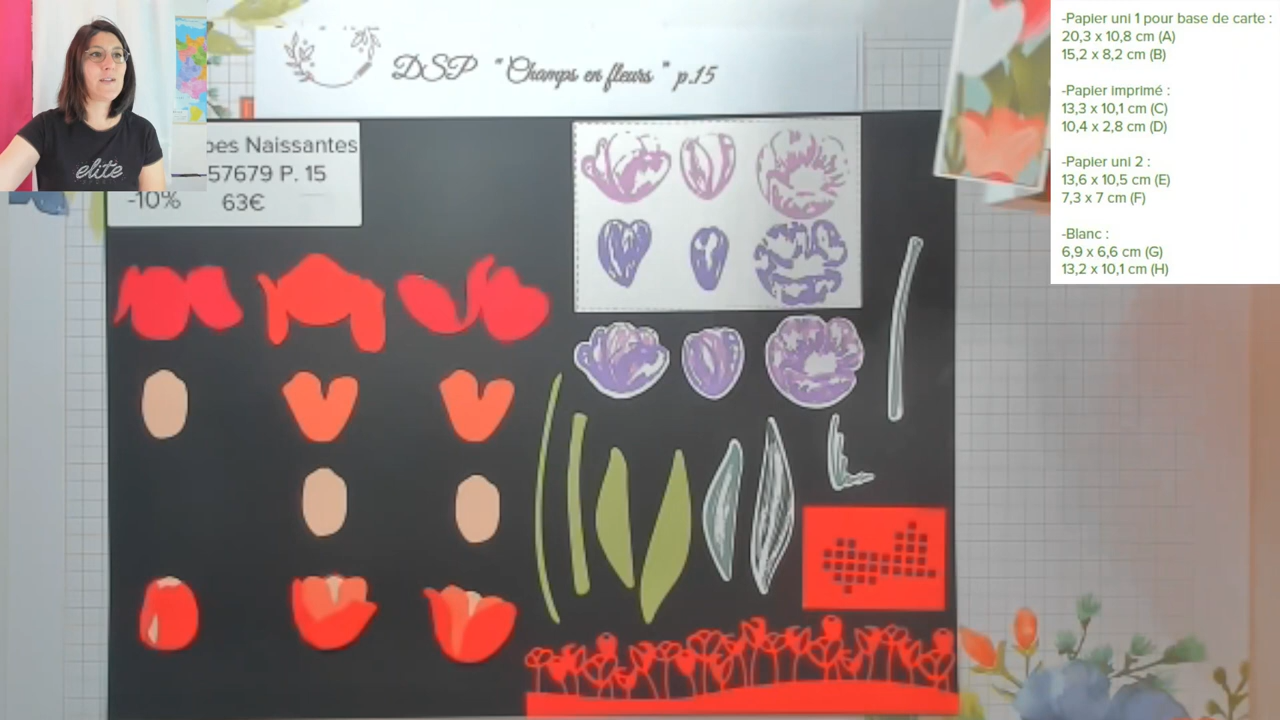 elite
DSP "Champs en fleurs" p.15
pes Naissantes
57679 P. 15
-10% 63€
-Papier uni 1 pour base de carte :
20,3 x 10,8 cm (A)
15,2 x 8,2 cm (B)
-Papier imprimé :
13,3 x 10,1 cm (C)
10,4 x 2,8 cm (D)
-Papier uni 2 :
13,6 x 10,5 cm (E)
7,3 x 7 cm (F)
-Blanc :
6,9 x 6,6 cm (G)
13,2 x 10,1 cm (H)